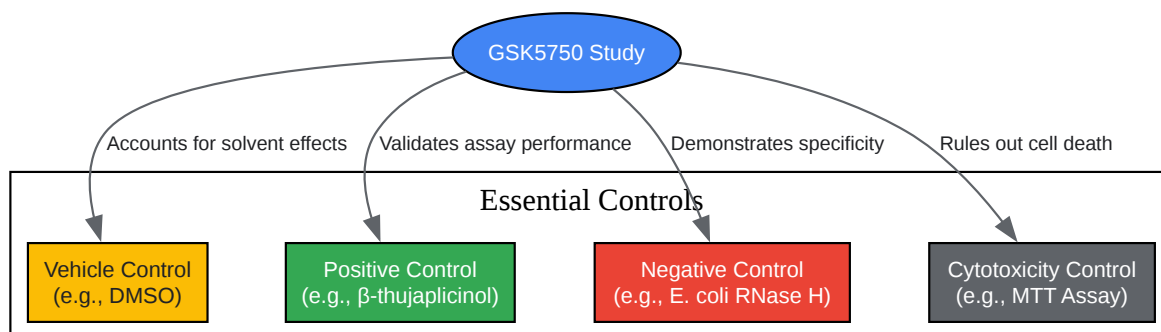 GSK5750 Study
Accounts for solvent effects
Validates assay performance
Demonstrates specificity
Rules out cell death
Essential Controls
Vehicle Control
(e.g., DMSO)
Positive Control
(e.g., β-thujaplicinol)
Negative Control
(e.g., E. coli RNase H)
Cytotoxicity Control
(e.g., MTT Assay)